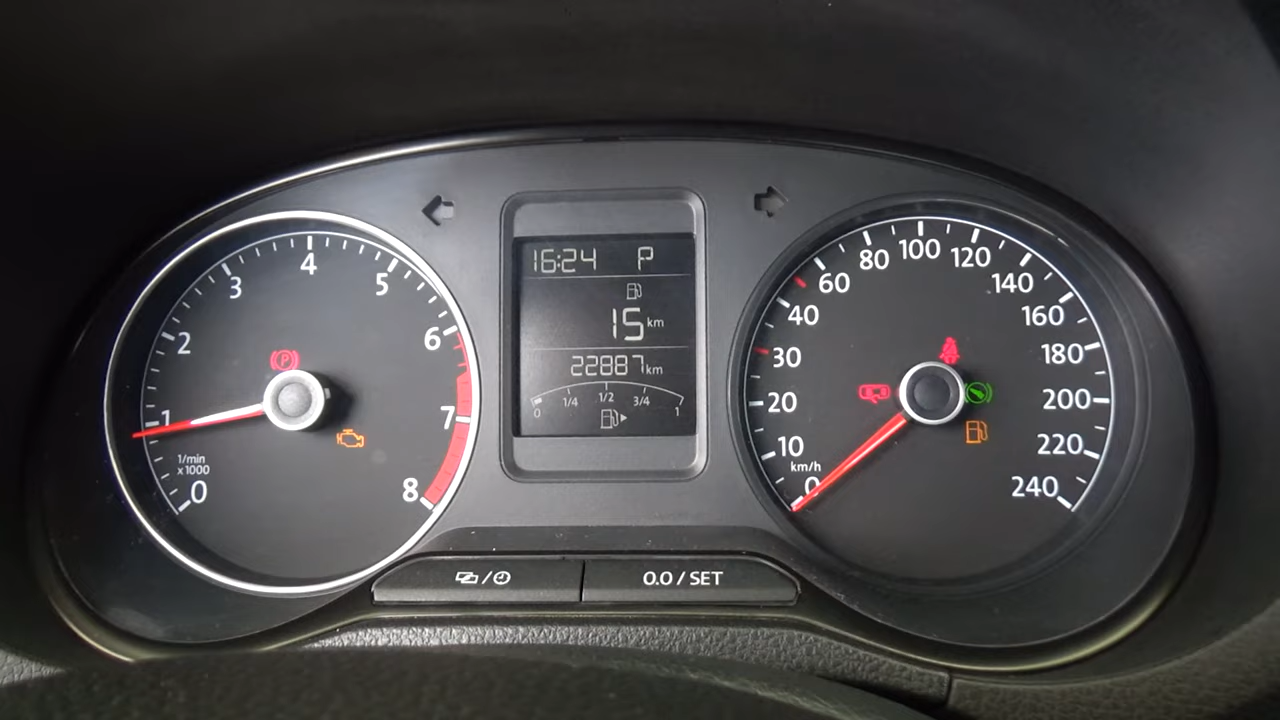 16:24 P
15 km
22887 km
0 1/4 1/2 3/4 1
0 1 2 3 4 5 6 7 8
1/min
x1000
P
0 10 20 30 40 60 80 100 120 140 160 180 200 220 240
km/h
/
0.0 / SET